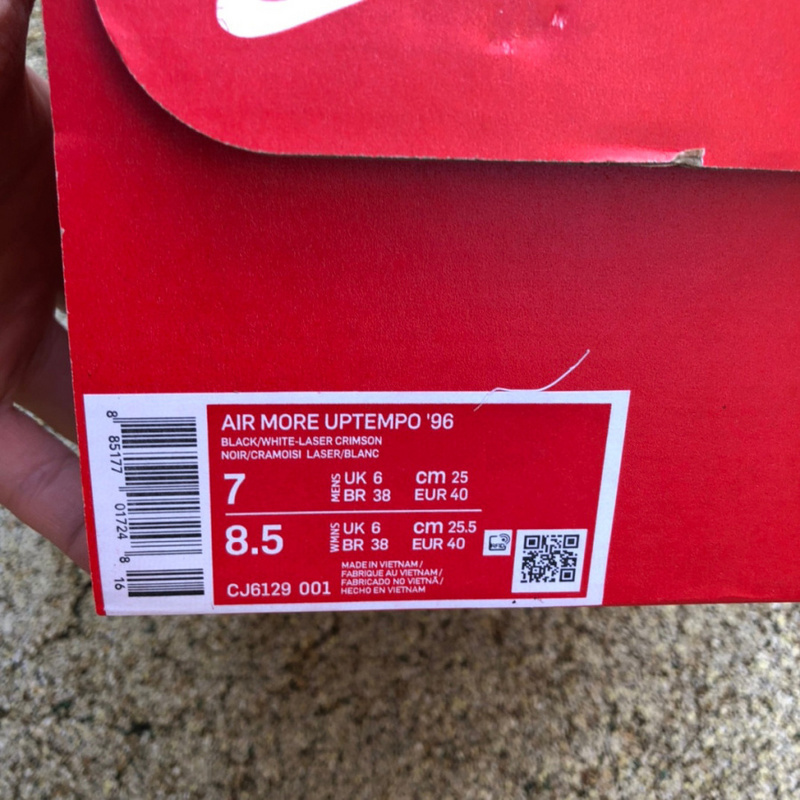 AIR MORE UPTEMPO '96
BLACK/WHITE-LASER CRIMSON
NOIR/CRAMOISI LASER/BLANC
7 MENS UK 6 cm 25
BR 38 EUR 40
8.5 WMNS UK 6 cm 25.5
BR 38 EUR 40
CJ6129 001
MADE IN VIETNAM /
FABRIQUE AU VIETNAM /
FABRICADO NO VIETNÃ /
HECHO EN VIETNAM
8 85177 01724 8 16